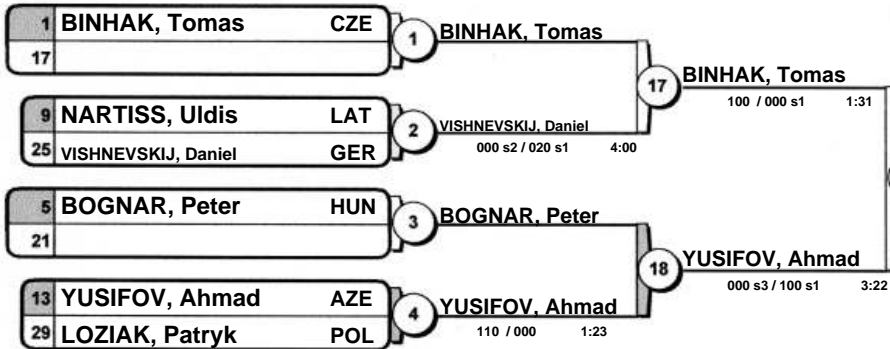 1 BINHAK, Tomas CZE
17
1 BINHAK, Tomas
9 NARTISS, Uldis LAT
25 VISHNEVSKIJ, Daniel GER
2 VISHNEVSKIJ, Daniel
000 s2 / 020 s1 4:00
17 BINHAK, Tomas
100 / 000 s1 1:31
5 BOGNAR, Peter HUN
21
3 BOGNAR, Peter
13 YUSIFOV, Ahmad AZE
29 LOZIAK, Patryk POL
4 YUSIFOV, Ahmad
110 / 000 1:23
18 YUSIFOV, Ahmad
000 s3 / 100 s1 3:22